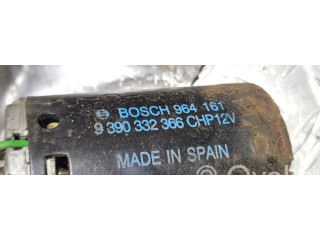 BOSCH 964 161
9 390 332 366 CHP12V
MADE IN SPAIN